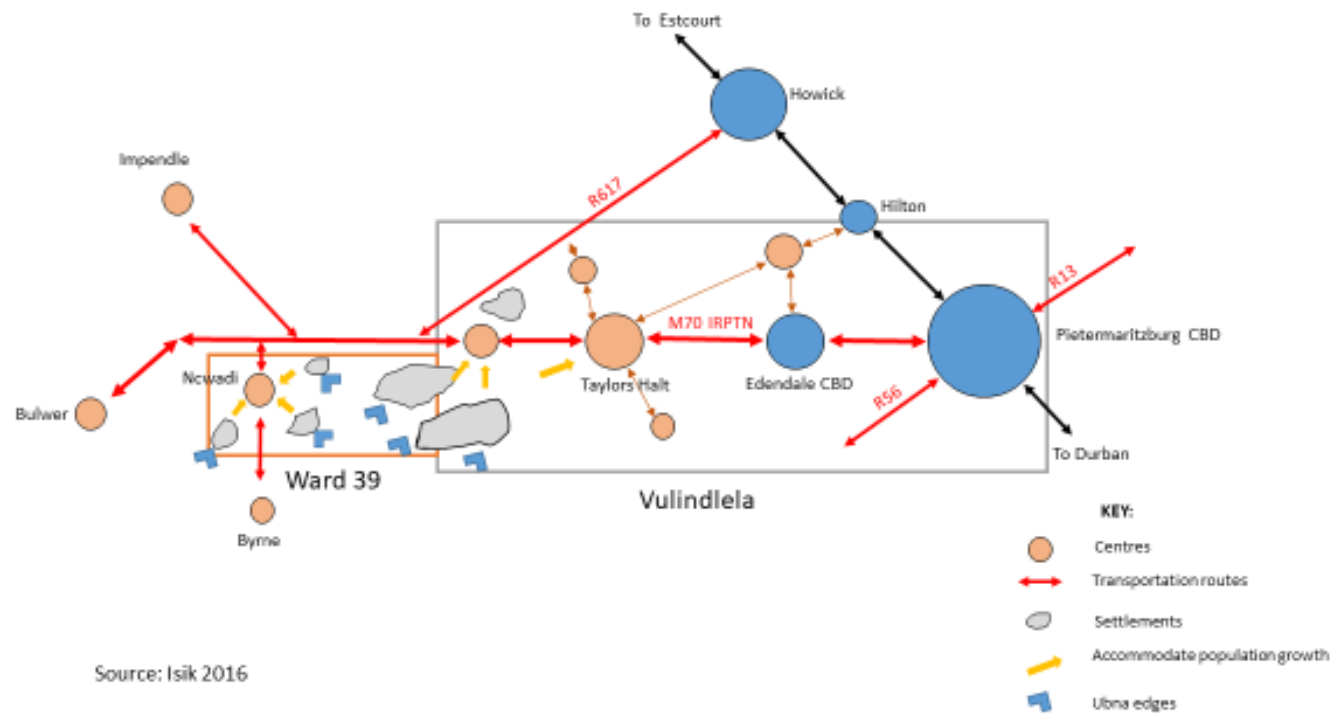 To Estcourt
Howick
Impendle
R617
Hilton
R13
M70 IRPTN
Pietermaritzburg CBD
Ncwadi
Taylors Halt
Edendale CBD
R56
Bulwer
To Durban
Ward 39
Vulindlela
Byrne
KEY:
Centres
Transportation routes
Settlements
Accommodate population growth
Ubna edges
Source: Isik 2016